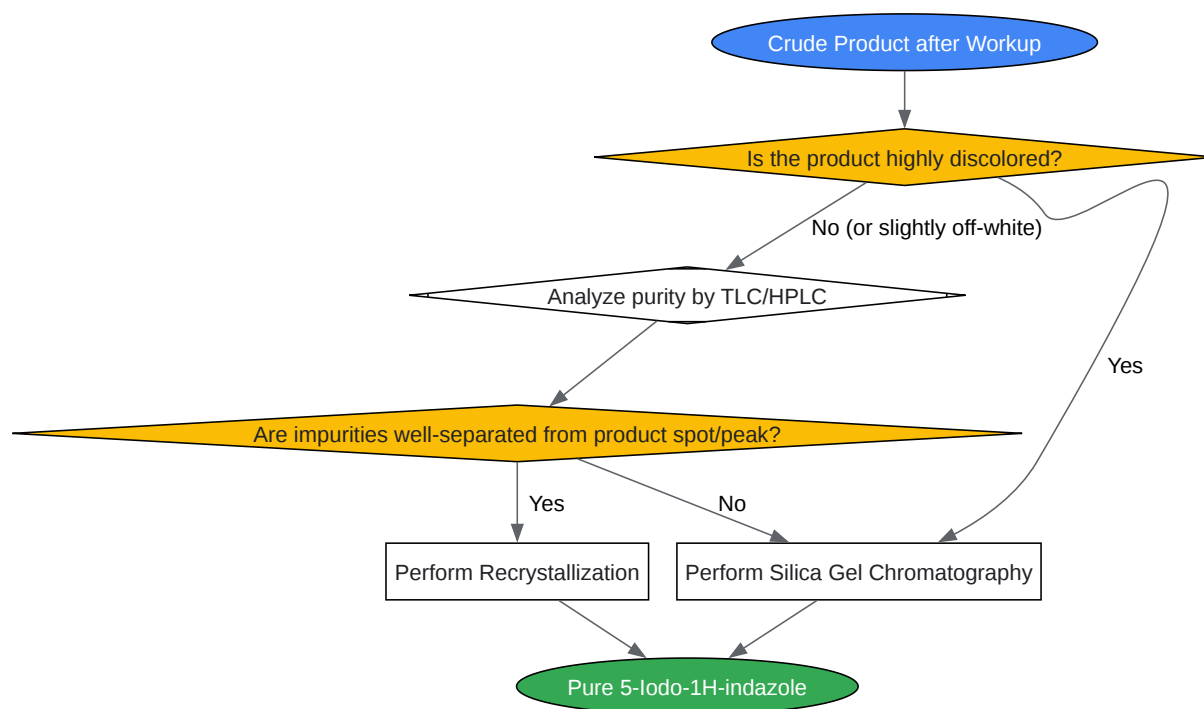 Crude Product after Workup
Is the product highly discolored?
No (or slightly off-white)
Analyze purity by TLC/HPLC
Yes
Are impurities well-separated from product spot/peak?
Yes
No
Perform Recrystallization
Perform Silica Gel Chromatography
Pure 5-Iodo-1H-indazole